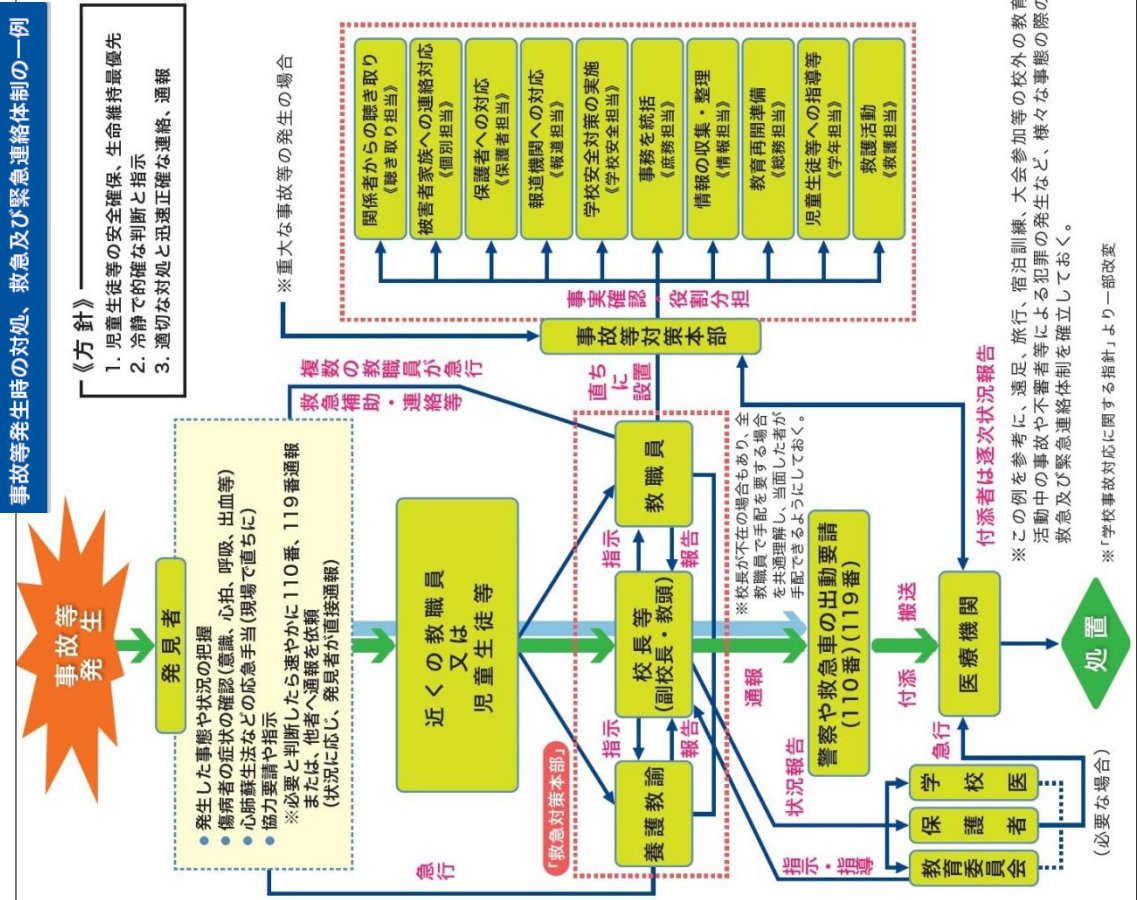 事故等発生時の対処、救急及び緊急連絡体制の一例
事故等
発生
《方 針》
1. 児童生徒等の安全確保、生命維持最優先
2. 冷静で的確な判断と指示
3. 適切な対処と迅速正確な連絡、通報
発見者
● 発生した事態や状況の把握
● 傷病者の症状の確認(意識、心拍、呼吸、出血等)
● 心肺蘇生法などの応急手当(現場で直ちに)
● 協力要請や指示
※必要と判断したら速やかに110番、119番通報
または、他者へ通報を依頼
(状況に応じ、発見者が直接通報)
複数の教職員が急行
救急補助・連絡等
※重大な事故等の発生の場合
急行
近くの教職員
又は
児童生徒等
「救急対策本部」
養護教諭
指示
報告
校長等
(副校長・教頭)
指示
報告
教職員
直ちに
設置
事故等対策本部
事実確認・役割分担
関係者からの聴き取り
《聴き取り担当》
被害者家族への連絡対応
《個別担当》
保護者への対応
《保護者担当》
報道機関への対応
《報道担当》
学校安全対策の実施
《学校安全担当》
事務を統括
《庶務担当》
情報の収集・整理
《情報担当》
教育再開準備
《総務担当》
児童生徒等への指導等
《学年担当》
救護活動
《救護担当》
※校長が不在の場合もあり、全
教職員で手配を要する場合
を共通理解し、当面した者が
手配できるようにしておく。
通報
状況報告
指示・指導
警察や救急車の出動要請
(110番)(119番)
付添
搬送
付添者は逐次状況報告
教育委員会
保護者
学校医
急行
(必要な場合)
医療機関
処置
※この例を参考に、遠足、旅行、宿泊訓練、大会参加等の校外の教育
活動中の事故や不審者等による犯罪の発生など、様々な事態の際の
救急及び緊急連絡体制を確立しておく。
※「学校事故対応に関する指針」より一部改変